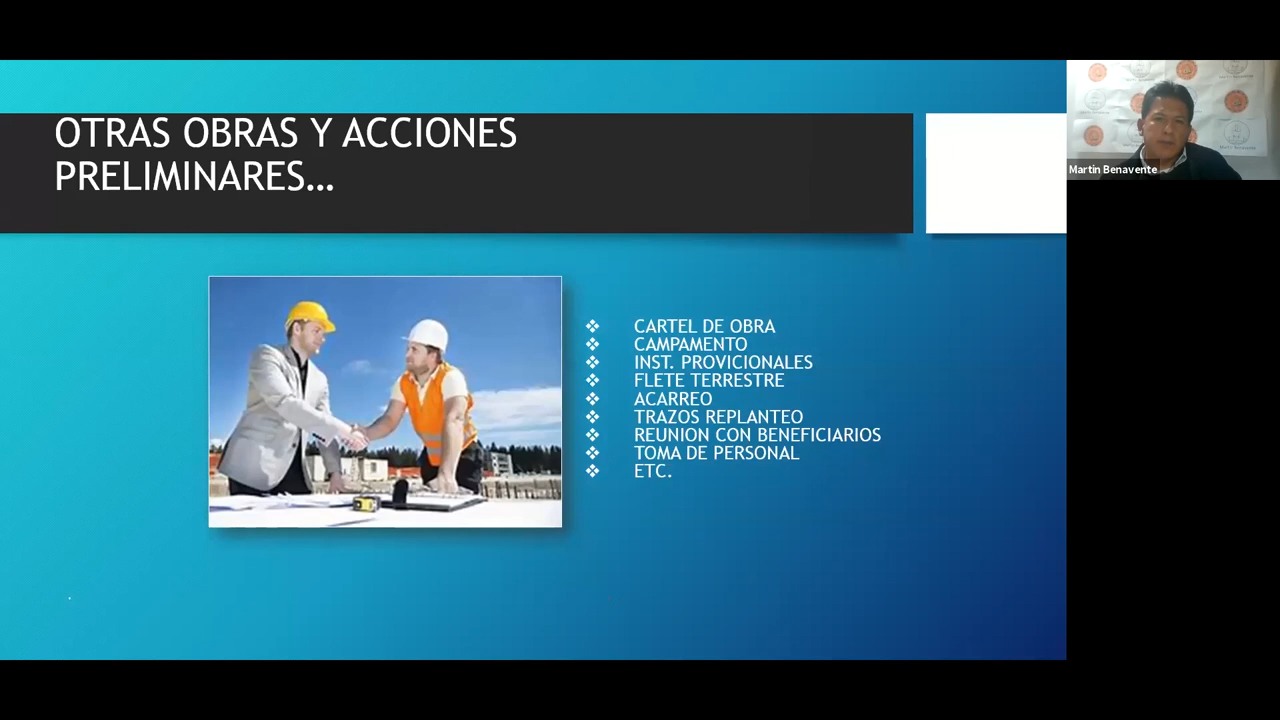 OTRAS OBRAS Y ACCIONES
PRELIMINARES...
CARTEL DE OBRA
CAMPAMENTO
INST. PROVICIONALES
FLETE TERRESTRE
ACARREO
TRAZOS REPLANTEO
REUNION CON BENEFICIARIOS
TOMA DE PERSONAL
ETC.
Martin Benavente